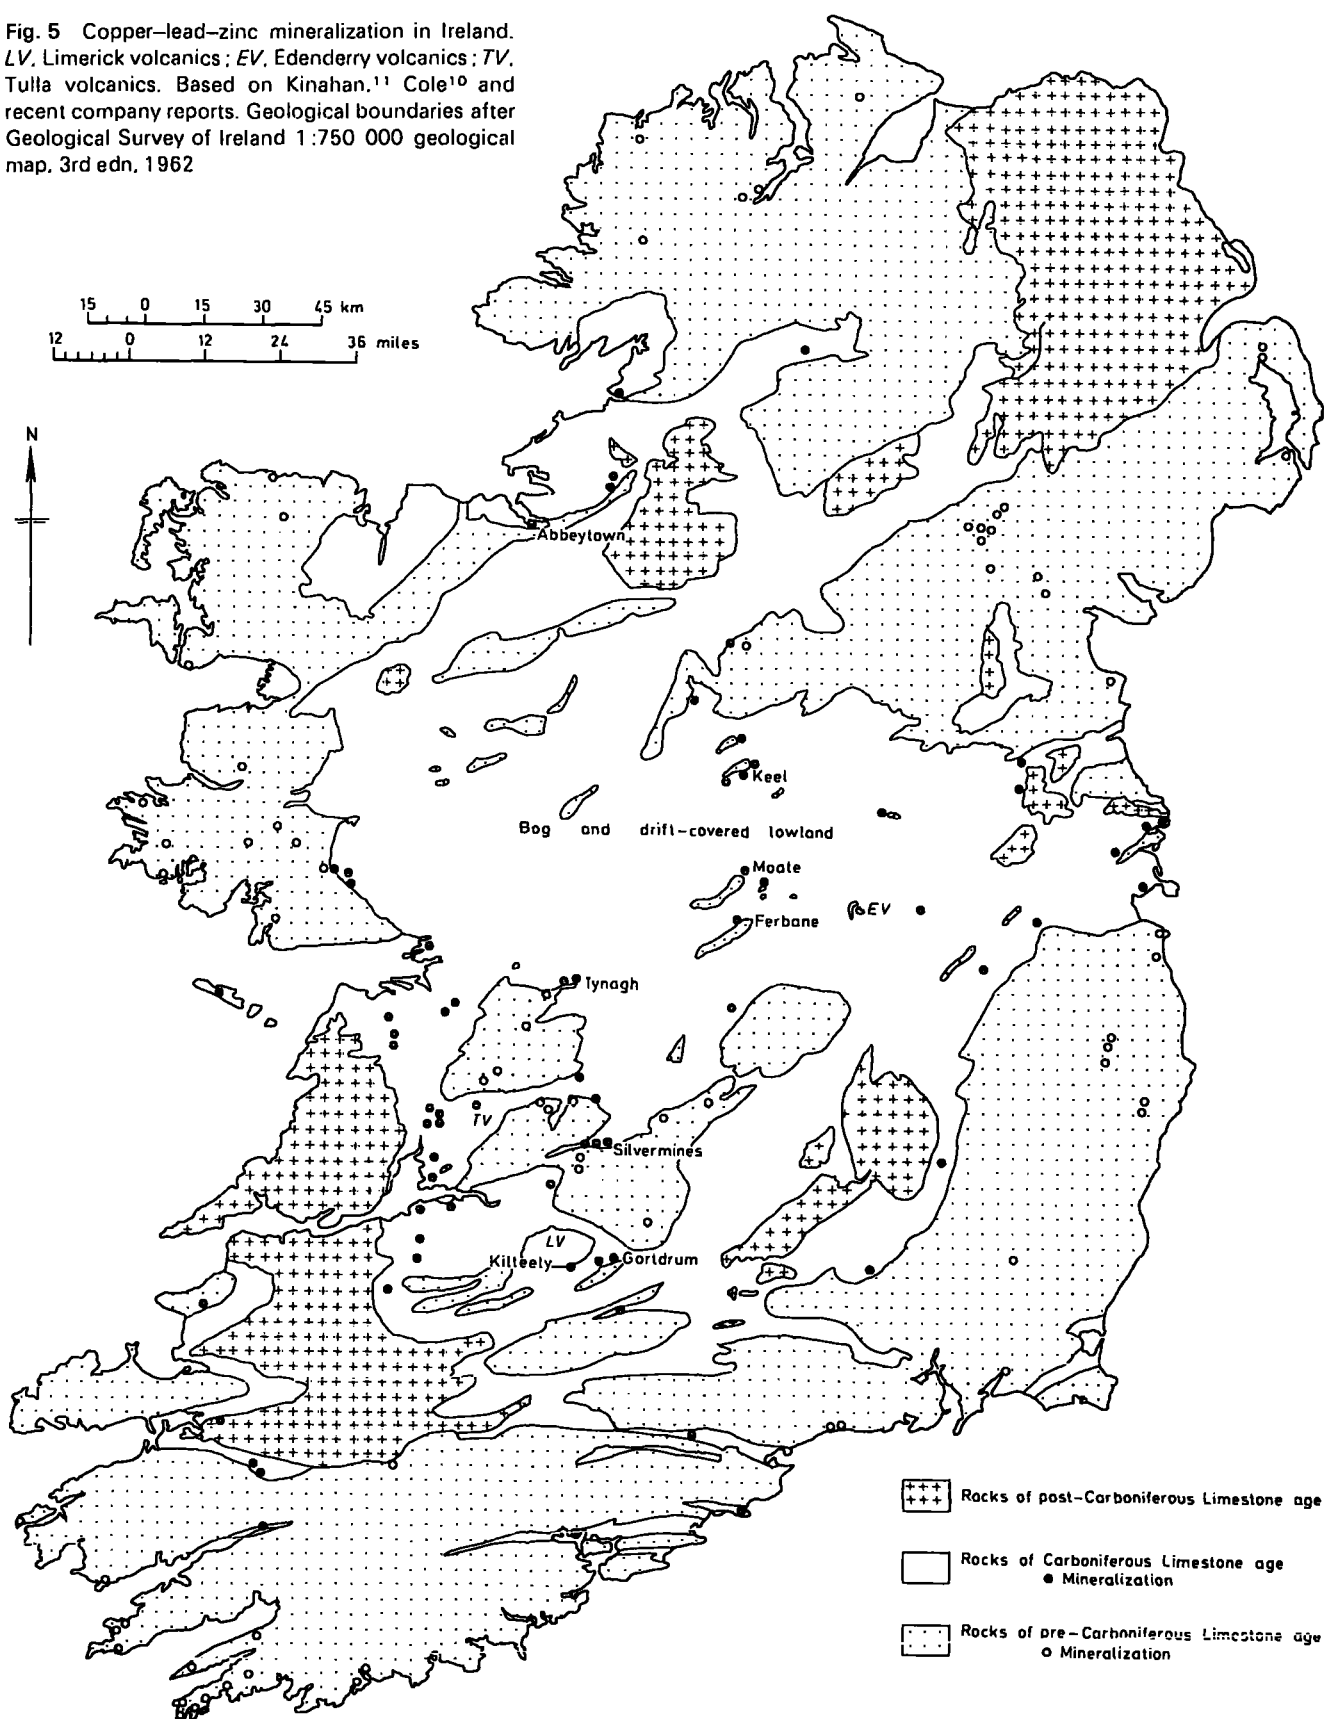 Fig. 5 Copper–lead–zinc mineralization in Ireland.
LV, Limerick volcanics; EV, Edenderry volcanics; TV,
Tulla volcanics. Based on Kinahan,¹¹ Cole¹⁰ and
recent company reports. Geological boundaries after
Geological Survey of Ireland 1:750 000 geological
map, 3rd edn, 1962
15 0 15 30 45 km
12 0 12 24 36 miles
N
Abbeytown
Keel
Bog and drift-covered lowland
Moate
EV
Ferbane
Tynagh
TV
Silvermines
LV
Kilteely
Gortdrum
Rocks of post-Carboniferous Limestone age
Rocks of Carboniferous Limestone age
Mineralization
Rocks of pre-Carboniferous Limestone age
Mineralization